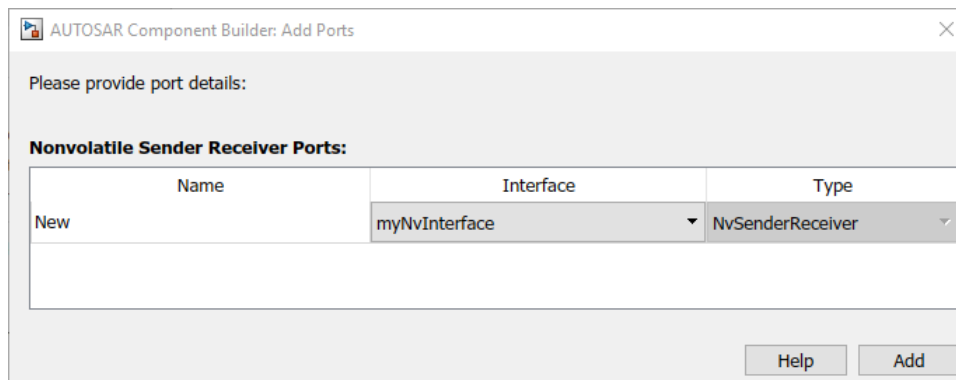 AUTOSAR Component Builder: Add Ports
Please provide port details:
Nonvolatile Sender Receiver Ports:
Name Interface Type
New myNvInterface NvSenderReceiver
Help Add